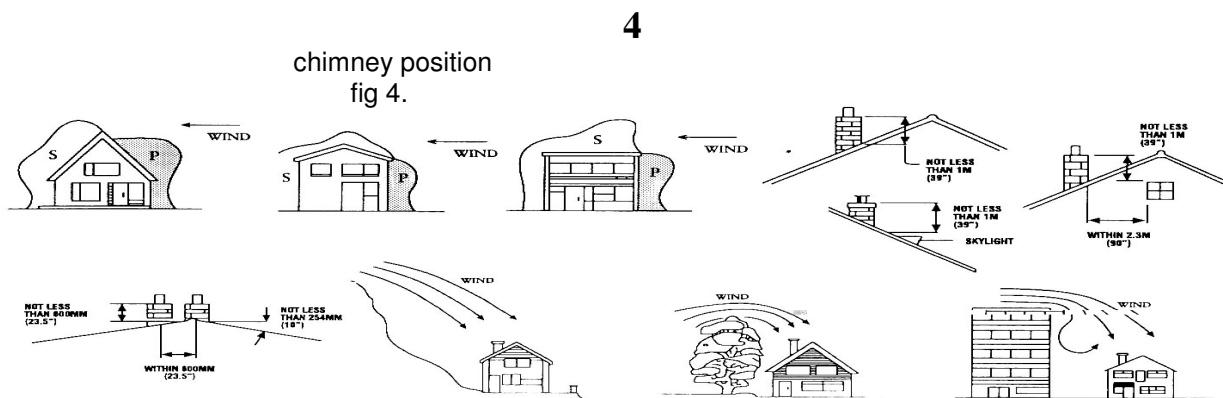 4
chimney position
fig 4.
S
P
WIND
S
P
WIND
S
P
WIND
NOT LESS
THAN 1M
(39")
NOT LESS
THAN 1M
(39")
SKYLIGHT
NOT LESS
THAN 1M
(39")
WITHIN 2.3M
(90")
NOT LESS
THAN 600MM
(23.5")
WITHIN 600MM
(23.5")
NOT LESS
THAN 254MM
(10")
WIND
WIND
WIND